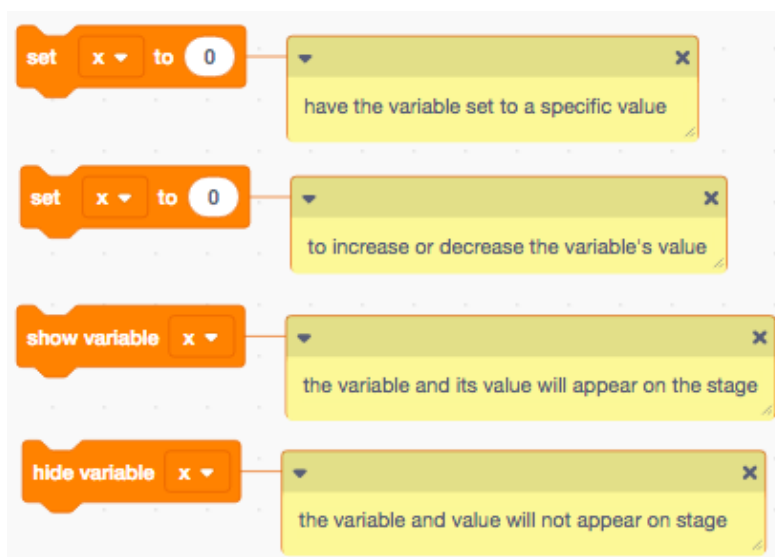 set x to 0
have the variable set to a specific value
set x to 0
to increase or decrease the variable's value
show variable x
the variable and its value will appear on the stage
hide variable x
the variable and value will not appear on stage